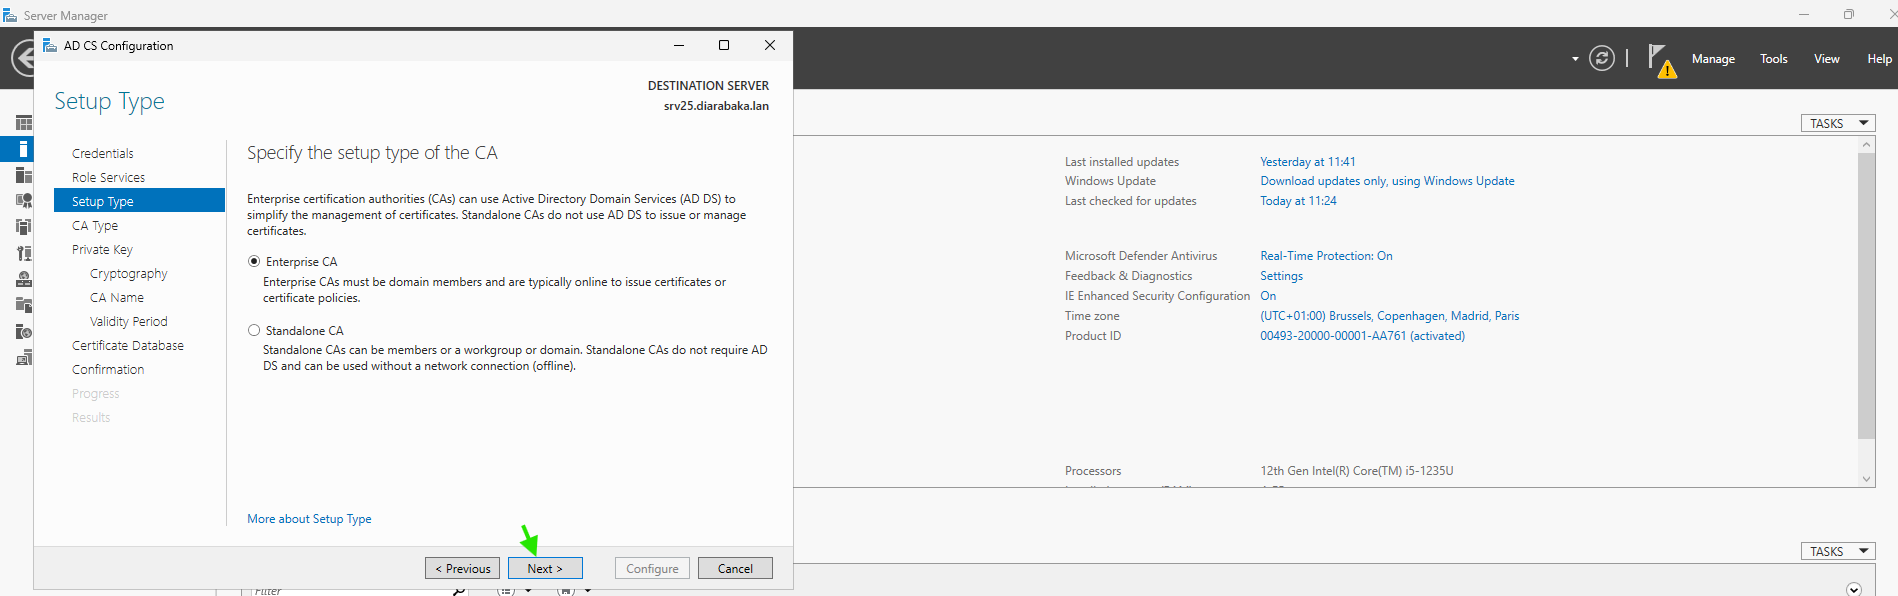 Server Manager
AD CS Configuration
Manage
Tools
View
Help
DESTINATION SERVER
srv25.diarabaka.lan
Setup Type
Credentials
Role Services
Setup Type
CA Type
Private Key
Cryptography
CA Name
Validity Period
Certificate Database
Confirmation
Progress
Results
Specify the setup type of the CA
Enterprise certification authorities (CAs) can use Active Directory Domain Services (AD DS) to
simplify the management of certificates. Standalone CAs do not use AD DS to issue or manage
certificates.
Enterprise CA
Enterprise CAs must be domain members and are typically online to issue certificates or
certificate policies.
Standalone CA
Standalone CAs can be members or a workgroup or domain. Standalone CAs do not require AD
DS and can be used without a network connection (offline).
More about Setup Type
< Previous
Next >
Configure
Cancel
TASKS
Last installed updates Yesterday at 11:41
Windows Update Download updates only, using Windows Update
Last checked for updates Today at 11:24
Microsoft Defender Antivirus Real-Time Protection: On
Feedback & Diagnostics Settings
IE Enhanced Security Configuration On
Time zone (UTC+01:00) Brussels, Copenhagen, Madrid, Paris
Product ID 00493-20000-00001-AA761 (activated)
Processors 12th Gen Intel(R) Core(TM) i5-1235U
TASKS
Filter